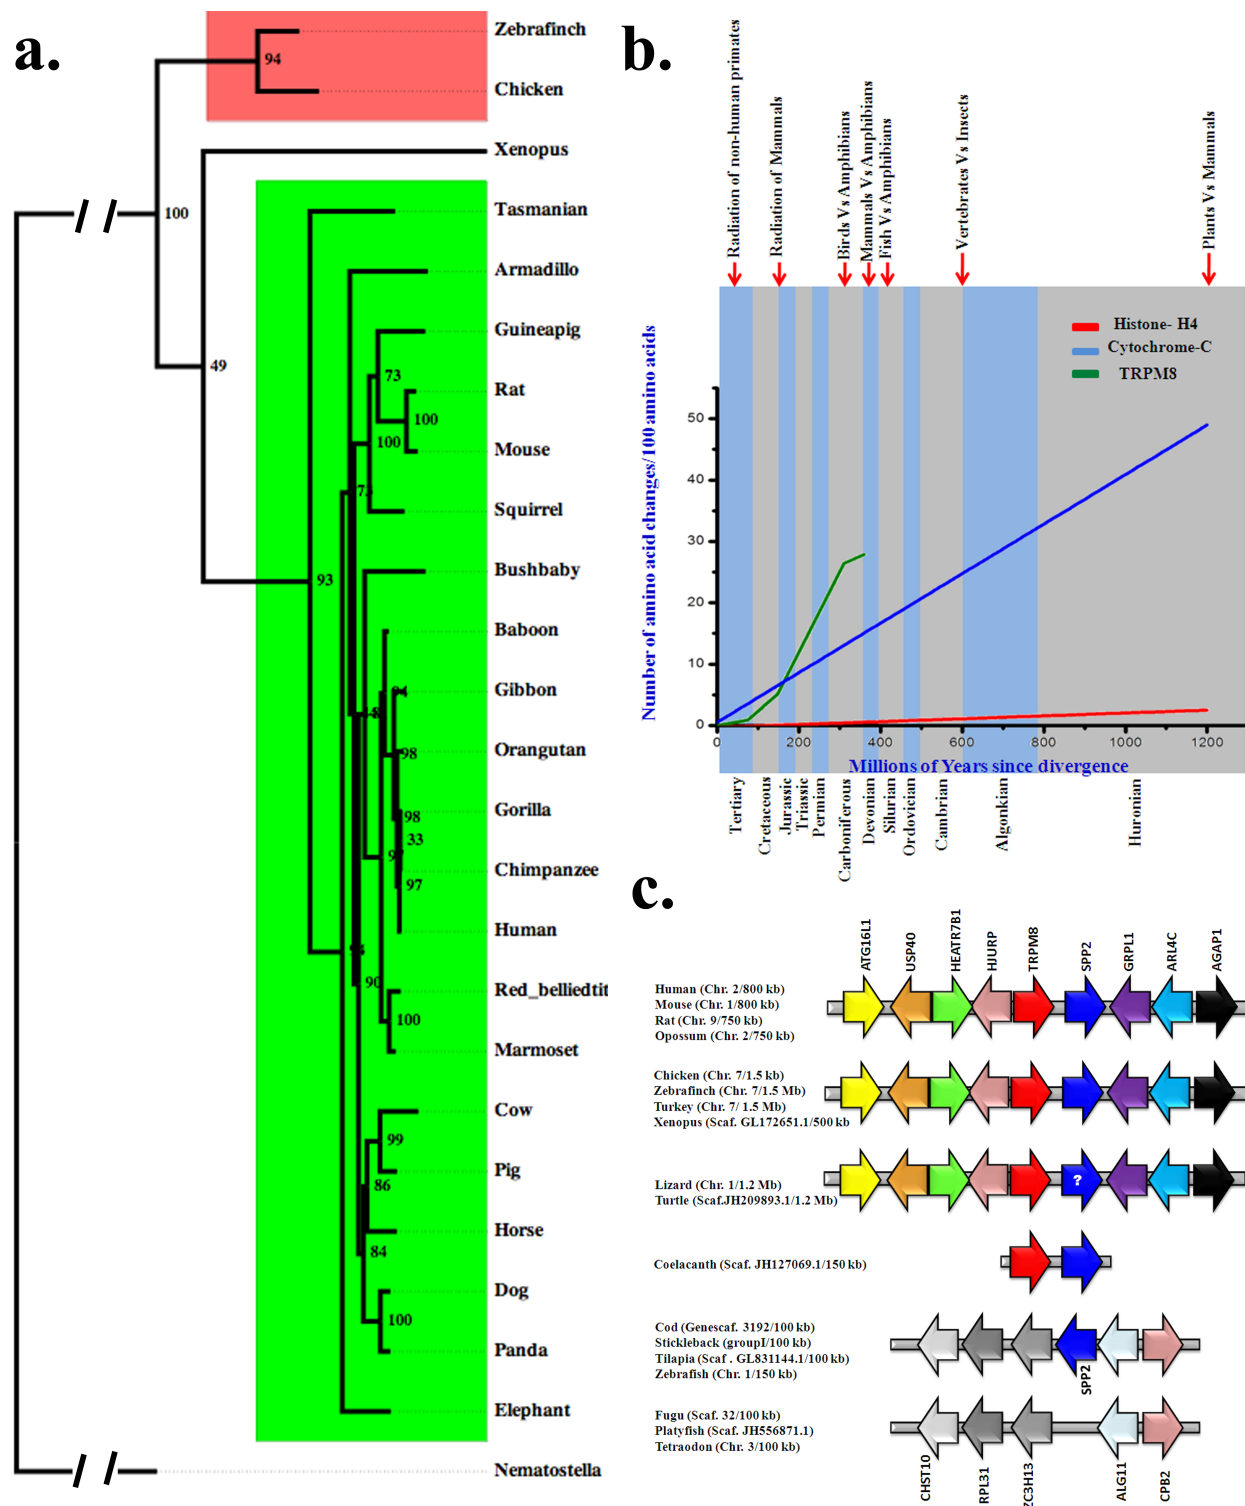 a.
Zebrafinch
94
Chicken
Xenopus
100
Tasmanian
Armadillo
Guineapig
73
Rat
100
Mouse
100
73
Squirrel
49
Bushbaby
93
Baboon
94
Gibbon
Orangutan
98
Gorilla
98
33
Chimpanzee
97
Human
90
Red_belliedtit
100
Marmoset
Cow
99
Pig
86
Horse
84
Dog
100
Panda
Elephant
Nematostella
b.
Radiation of non-human primates
Radiation of Mammals
Birds Vs Amphibians
Mammals Vs Amphibians
Fish Vs Amphibians
Vertebrates Vs Insects
Plants Vs Mammals
Histone- H4
Cytochrome-C
TRPM8
Number of amino acid changes/100 amino acids
50
40
30
20
10
0
0 200 400 600 800 1000 1200
Millions of Years since divergence
Tertiary
Cretaceous
Jurassic
Triassic
Permian
Carboniferous
Devonian
Silurian
Ordovician
Cambrian
Algonkian
Huronian
c.
ATG16L1
USP40
HEATR7B1
HJURP
TRPM8
SPP2
GRPL1
ARL4C
AGAP1
Human (Chr. 2/800 kb)
Mouse (Chr. 1/800 kb)
Rat (Chr. 9/750 kb)
Opossum (Chr. 2/750 kb)
Chicken (Chr. 7/1.5 kb)
Zebrafinch (Chr. 7/1.5 Mb)
Turkey (Chr. 7/ 1.5 Mb)
Xenopus (Scaf. GL172651.1/500 kb
Lizard (Chr. 1/1.2 Mb)
Turtle (Scaf.JH209893.1/1.2 Mb)
?
Coelacanth (Scaf. JH127069.1/150 kb)
Cod (Genescaf. 3192/100 kb)
Stickleback (groupI/100 kb)
Tilapia (Scaf . GL831144.1/100 kb)
Zebrafish (Chr. 1/150 kb)
SPP2
Fugu (Scaf. 32/100 kb)
Platyfish (Scaf. JH556871.1)
Tetraodon (Chr. 3/100 kb)
CHST10
RPL31
ZC3H13
ALG11
CPB2